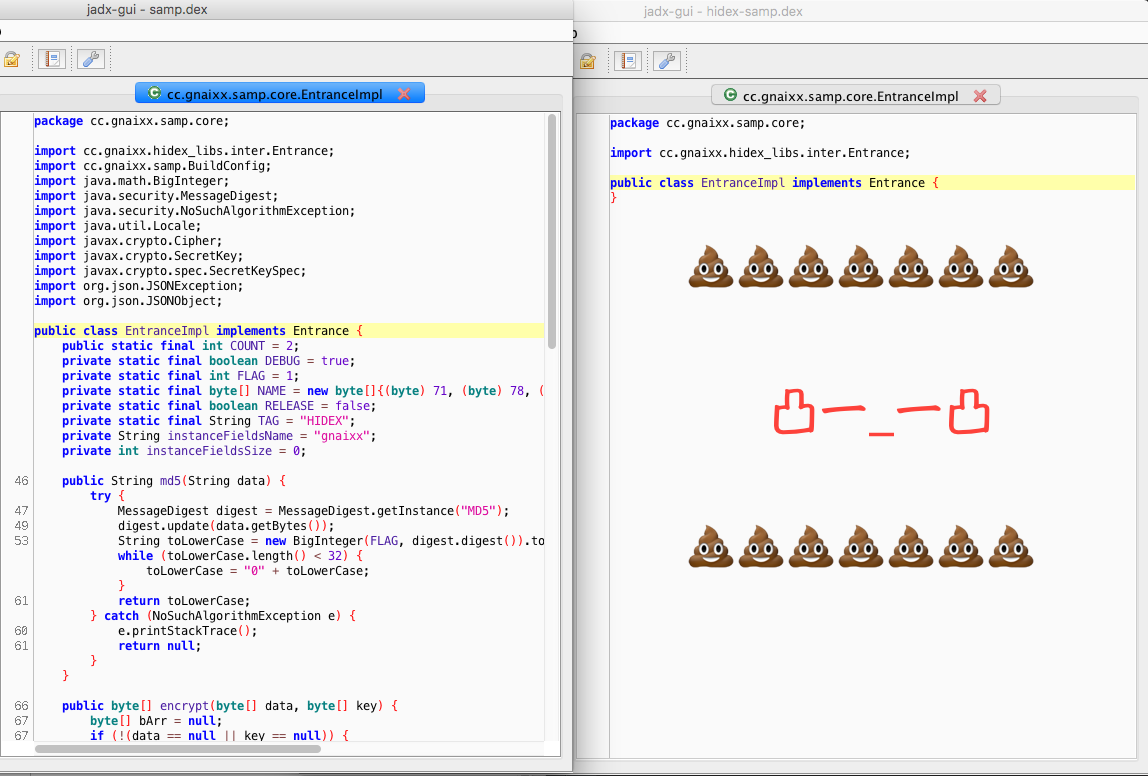 jadx-gui - samp.dex
cc.gnaixx.samp.core.EntranceImpl
package cc.gnaixx.samp.core;
import cc.gnaixx.hidex_libs.inter.Entrance;
import cc.gnaixx.samp.BuildConfig;
import java.math.BigInteger;
import java.security.MessageDigest;
import java.security.NoSuchAlgorithmException;
import java.util.Locale;
import javax.crypto.Cipher;
import javax.crypto.SecretKey;
import javax.crypto.spec.SecretKeySpec;
import org.json.JSONException;
import org.json.JSONObject;
public class EntranceImpl implements Entrance {
public static final int COUNT = 2;
private static final boolean DEBUG = true;
private static final int FLAG = 1;
private static final byte[] NAME = new byte[]{(byte) 71, (byte) 78, (
private static final boolean RELEASE = false;
private static final String TAG = "HIDEX";
private String instanceFieldsName = "gnaixx";
private int instanceFieldsSize = 0;
46 public String md5(String data) {
try {
47 MessageDigest digest = MessageDigest.getInstance("MD5");
49 digest.update(data.getBytes());
53 String toLowerCase = new BigInteger(FLAG, digest.digest()).to
while (toLowerCase.length() < 32) {
toLowerCase = "0" + toLowerCase;
}
61 return toLowerCase;
} catch (NoSuchAlgorithmException e) {
60 e.printStackTrace();
61 return null;
}
}
66 public byte[] encrypt(byte[] data, byte[] key) {
67 byte[] bArr = null;
67 if (!(data == null || key == null)) {
jadx-gui - hidex-samp.dex
cc.gnaixx.samp.core.EntranceImpl
package cc.gnaixx.samp.core;
import cc.gnaixx.hidex_libs.inter.Entrance;
public class EntranceImpl implements Entrance {
}
凸一_一凸